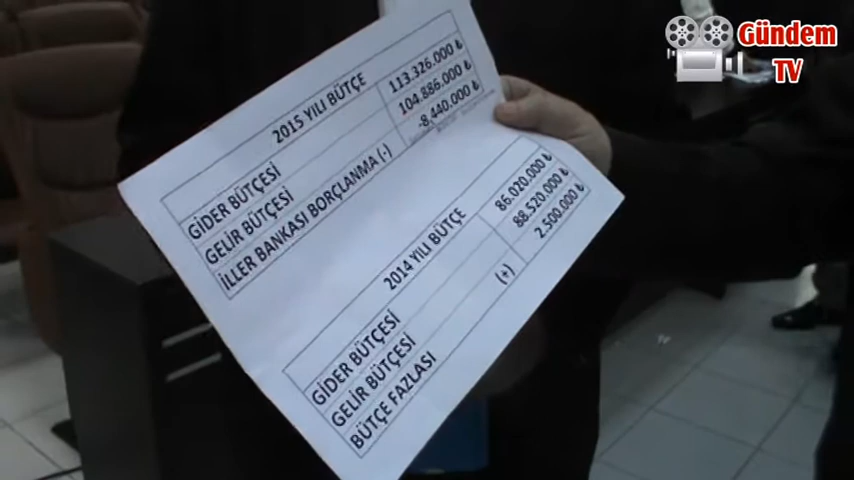 Gündem
TV
2015 YILI BÜTÇE
GİDER BÜTÇESİ 113.326.000 ₺
GELİR BÜTÇESİ 104.886.000 ₺
İLLER BANKASI BORÇLANMA (-) -8.440.000 ₺
2014 YILI BÜTÇE
GİDER BÜTÇESİ 86.020.000 ₺
GELİR BÜTÇESİ 88.520.000 ₺
BÜTÇE FAZLASI (+) 2.500.000 ₺